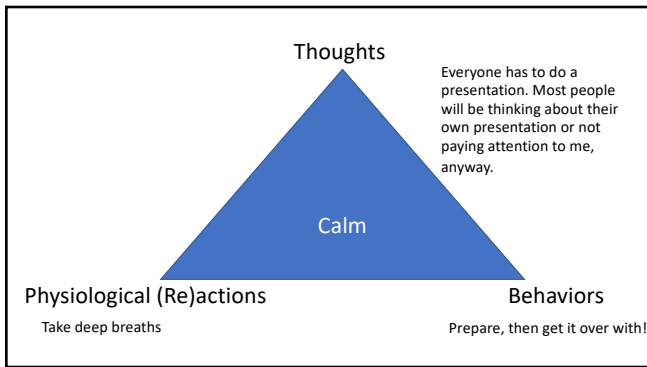 Thoughts
Everyone has to do a
presentation. Most people
will be thinking about their
own presentation or not
paying attention to me,
anyway.
Calm
Physiological (Re)actions
Behaviors
Take deep breaths
Prepare, then get it over with!